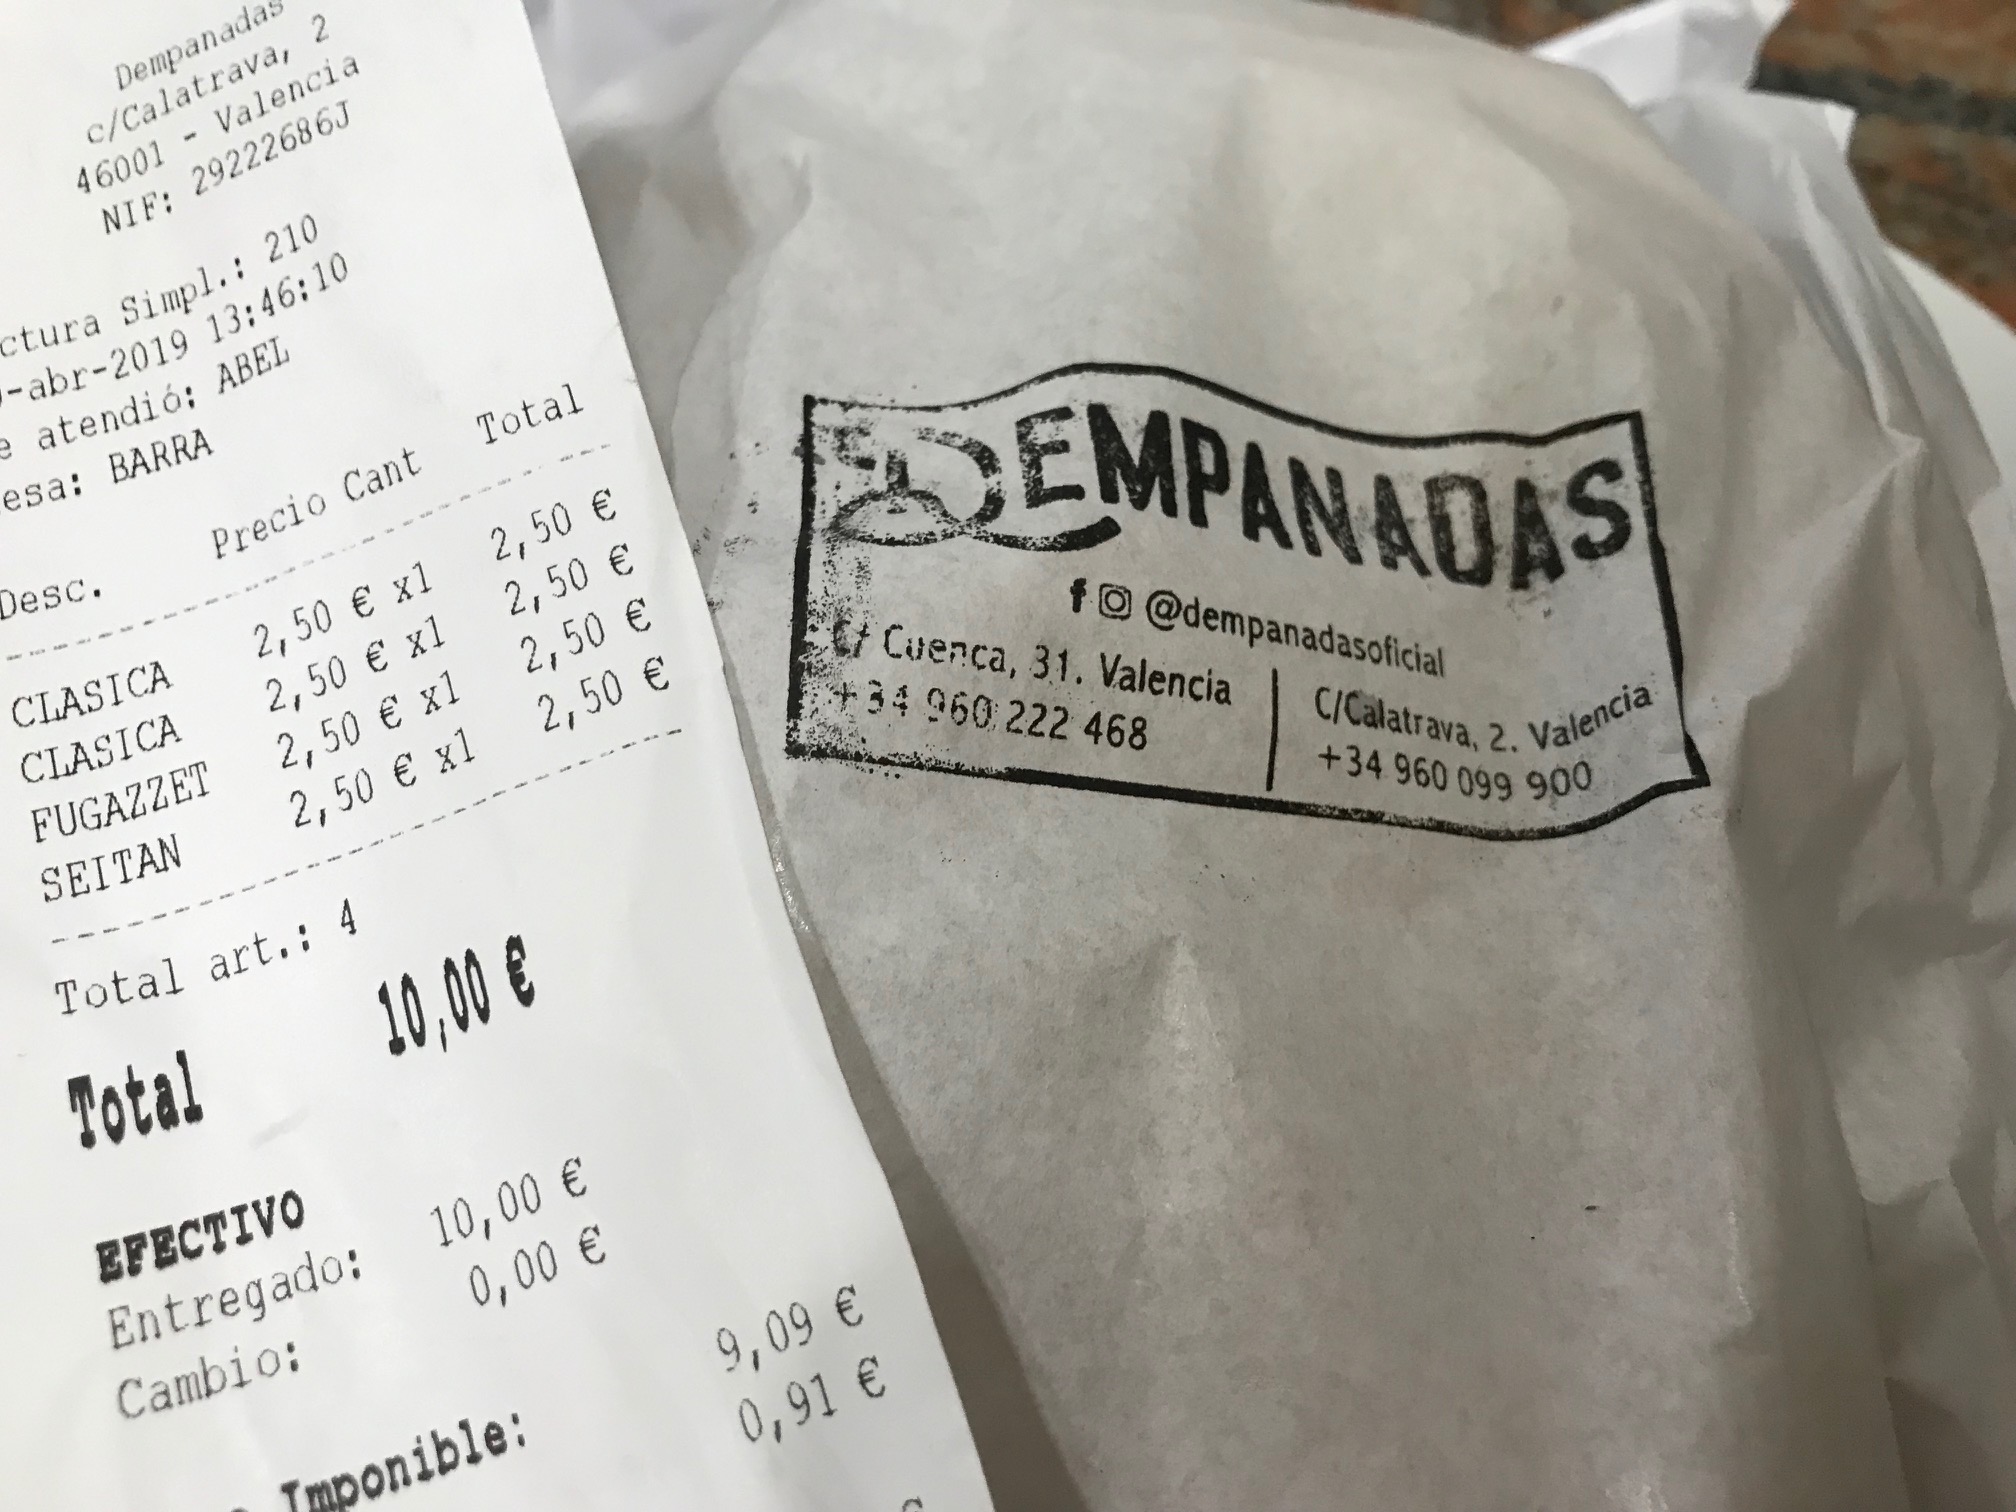 Dempanadas
c/Calatrava, 2
46001 - Valencia
NIF: 29222686J
ctura Simpl.: 210
-abr-2019 13:46:10
e atendió: ABEL
esa: BARRA
Desc. Precio Cant Total
CLASICA 2,50 € x1 2,50 €
CLASICA 2,50 € x1 2,50 €
FUGAZZET 2,50 € x1 2,50 €
SEITAN 2,50 € x1 2,50 €
Total art.: 4
Total 10,00 €
EFECTIVO
Entregado: 10,00 €
Cambio: 0,00 €
Imponible: 9,09 €
0,91 €
DEMPANADAS
@dempanadasoficial
C/ Cuenca, 31. Valencia
+34 960 222 468
C/Calatrava, 2. Valencia
+34 960 099 900